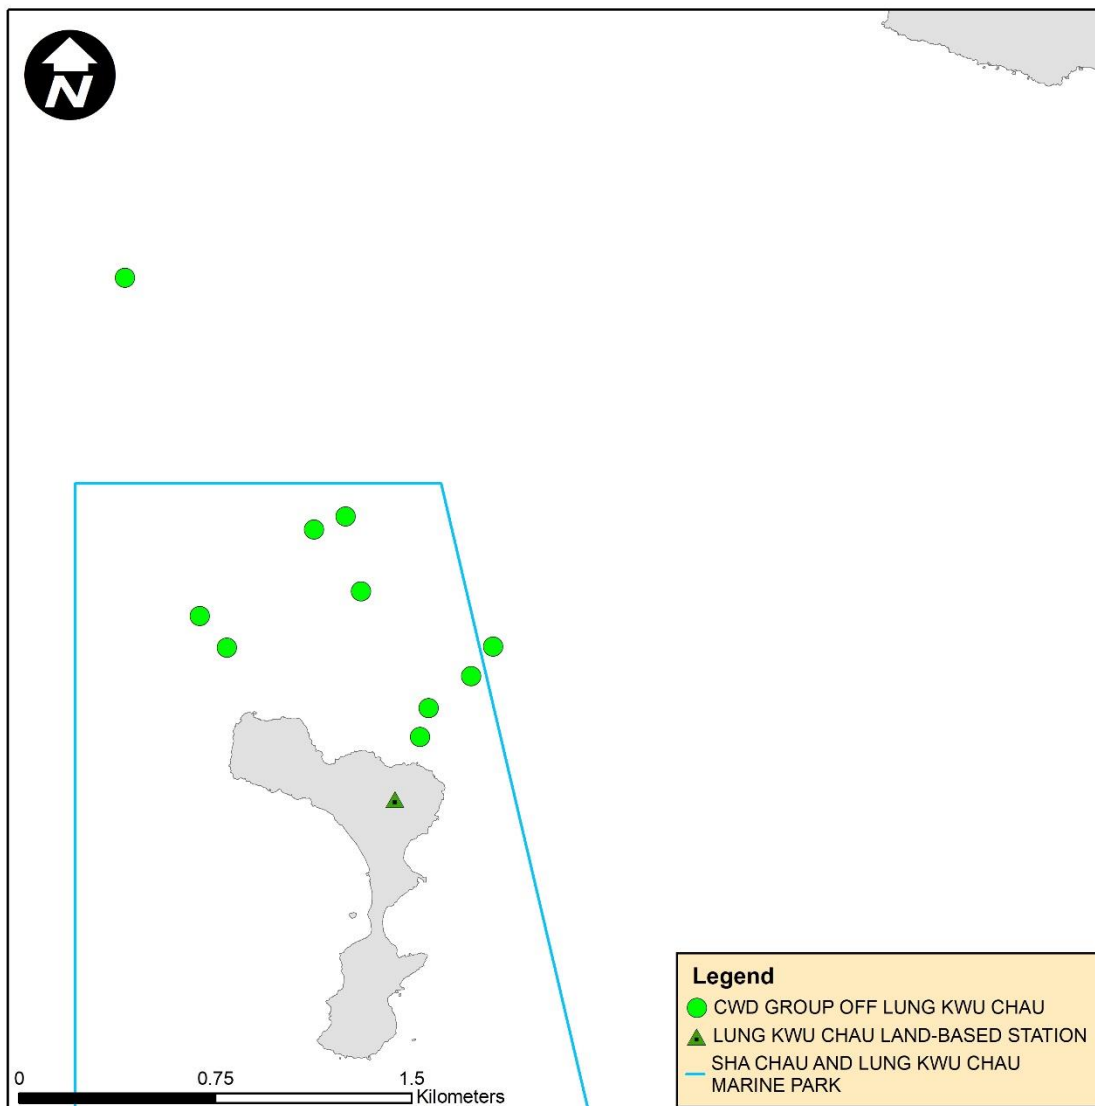 N
Legend
CWD GROUP OFF LUNG KWU CHAU
LUNG KWU CHAU LAND-BASED STATION
SHA CHAU AND LUNG KWU CHAU
MARINE PARK
0 0.75 1.5
Kilometers